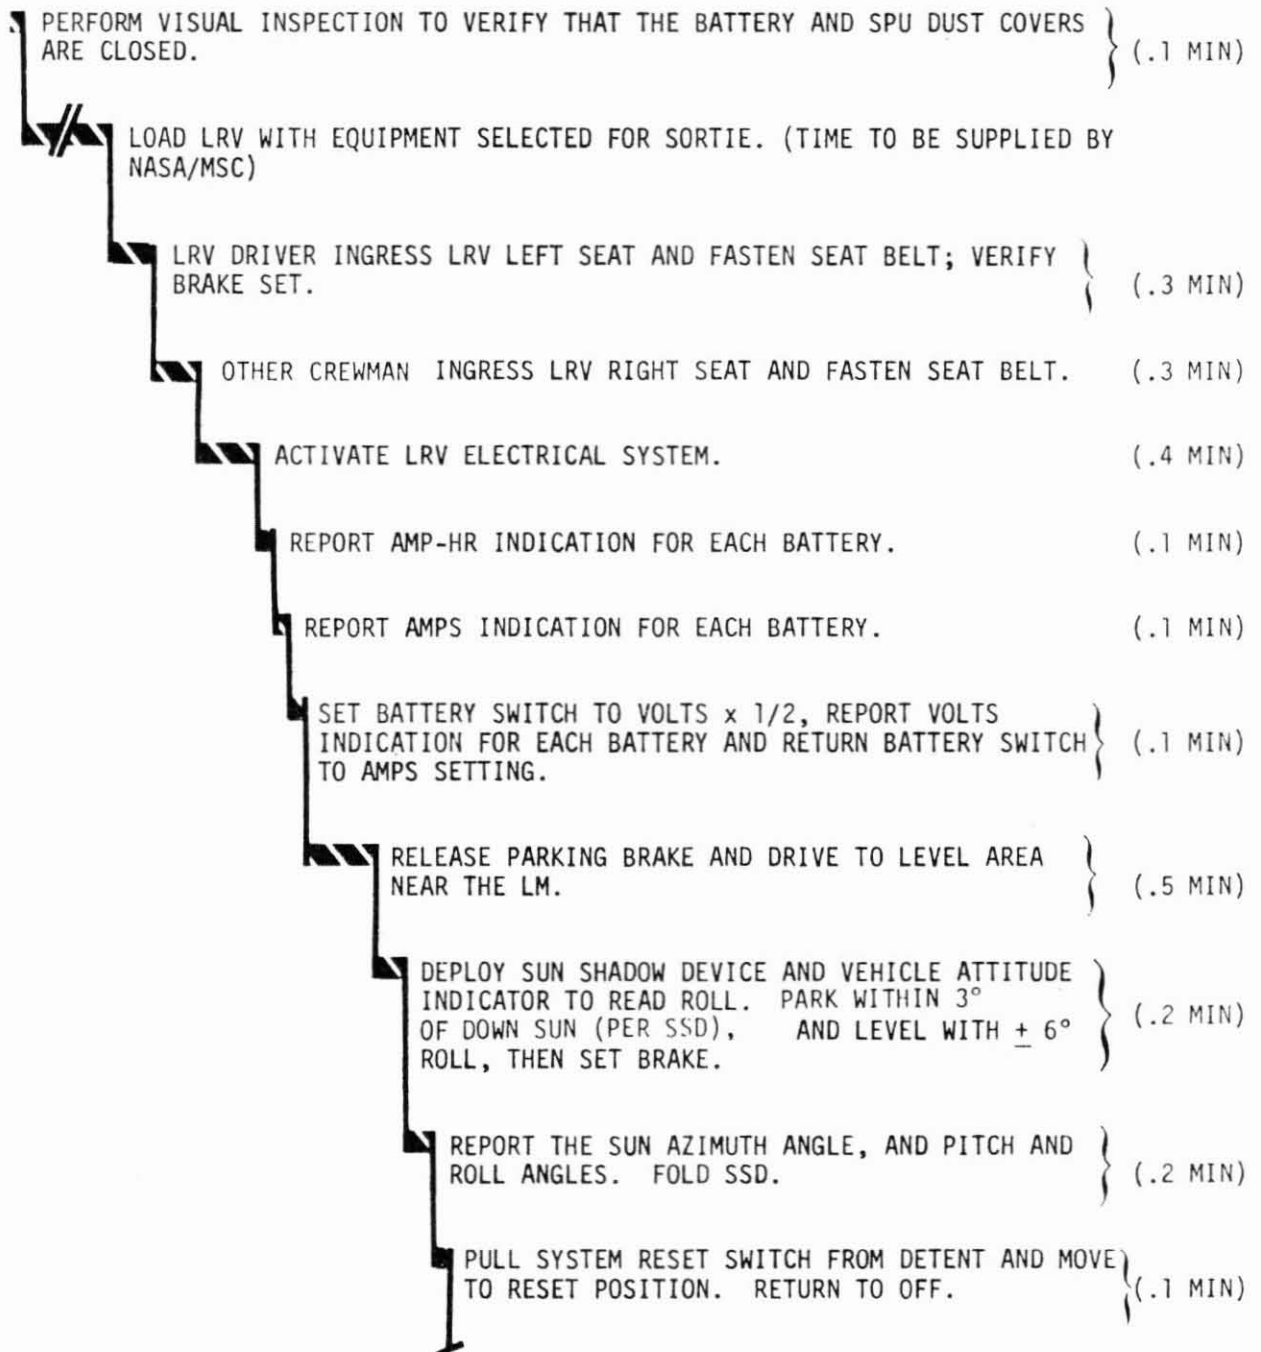 PERFORM VISUAL INSPECTION TO VERIFY THAT THE BATTERY AND SPU DUST COVERS
ARE CLOSED.
(.1 MIN)
LOAD LRV WITH EQUIPMENT SELECTED FOR SORTIE. (TIME TO BE SUPPLIED BY
NASA/MSC)
LRV DRIVER INGRESS LRV LEFT SEAT AND FASTEN SEAT BELT; VERIFY
BRAKE SET. (.3 MIN)
OTHER CREWMAN INGRESS LRV RIGHT SEAT AND FASTEN SEAT BELT. (.3 MIN)
ACTIVATE LRV ELECTRICAL SYSTEM. (.4 MIN)
REPORT AMP-HR INDICATION FOR EACH BATTERY. (.1 MIN)
REPORT AMPS INDICATION FOR EACH BATTERY. (.1 MIN)
SET BATTERY SWITCH TO VOLTS x 1/2, REPORT VOLTS
INDICATION FOR EACH BATTERY AND RETURN BATTERY SWITCH (.1 MIN)
TO AMPS SETTING.
RELEASE PARKING BRAKE AND DRIVE TO LEVEL AREA
NEAR THE LM. (.5 MIN)
DEPLOY SUN SHADOW DEVICE AND VEHICLE ATTITUDE
INDICATOR TO READ ROLL. PARK WITHIN 3°
OF DOWN SUN (PER SSD), AND LEVEL WITH ± 6° (.2 MIN)
ROLL, THEN SET BRAKE.
REPORT THE SUN AZIMUTH ANGLE, AND PITCH AND
ROLL ANGLES. FOLD SSD. (.2 MIN)
PULL SYSTEM RESET SWITCH FROM DETENT AND MOVE
TO RESET POSITION. RETURN TO OFF. (.1 MIN)